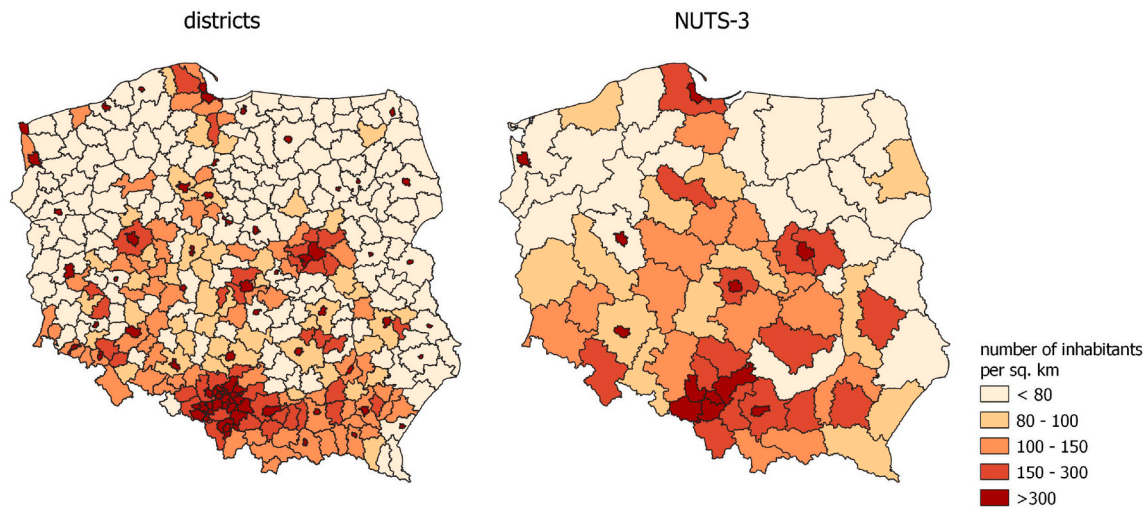 districts
NUTS-3
number of inhabitants
per sq. km
< 80
80 - 100
100 - 150
150 - 300
>300